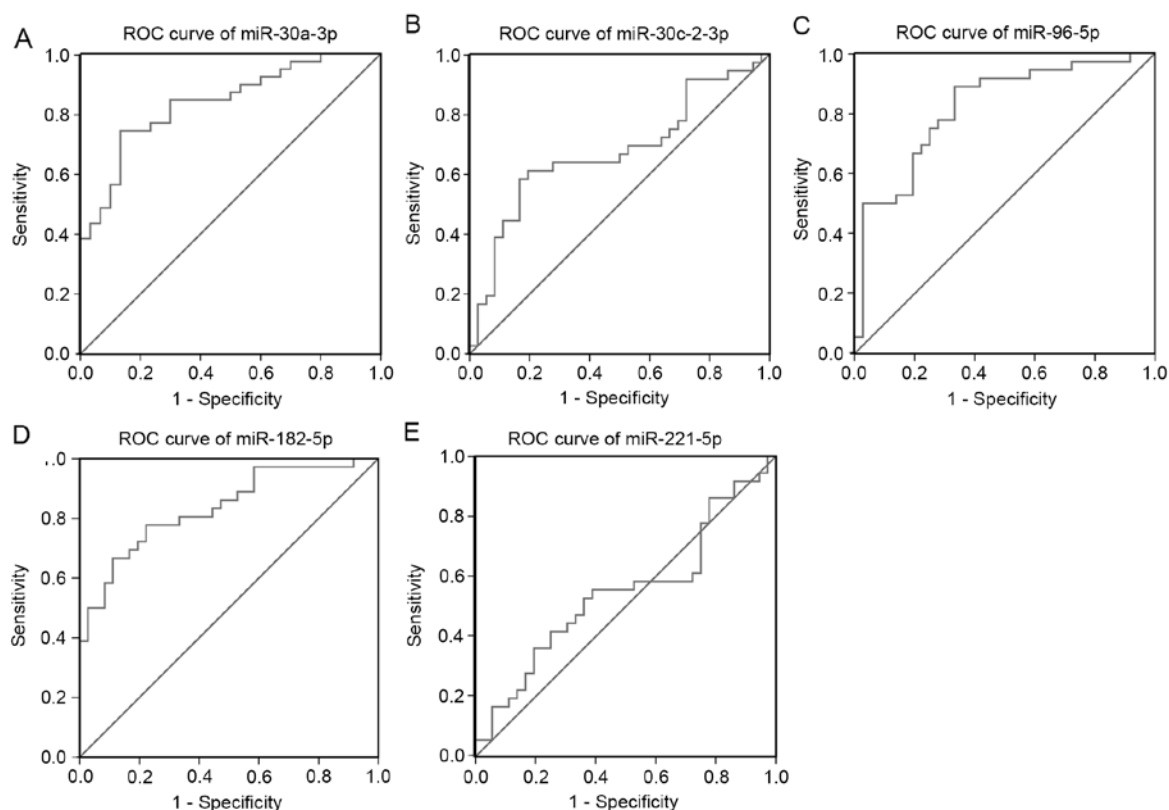 A
ROC curve of miR-30a-3p
1.0
0.8
0.6
0.4
0.2
0.0
Sensitivity
0.0 0.2 0.4 0.6 0.8 1.0
1 - Specificity
B
ROC curve of miR-30c-2-3p
1.0
0.8
0.6
0.4
0.2
0.0
Sensitivity
0.0 0.2 0.4 0.6 0.8 1.0
1 - Specificity
C
ROC curve of miR-96-5p
1.0
0.8
0.6
0.4
0.2
0.0
Sensitivity
0.0 0.2 0.4 0.6 0.8 1.0
1 - Specificity
D
ROC curve of miR-182-5p
.0
0.8
0.6
0.4
0.2
0.0
Sensitivity
0.0 0.2 0.4 0.6 0.8 1.0
1 - Specificity
E
ROC curve of miR-221-5p
1.0
0.8
0.6
0.4
0.2
0.0
Sensitivity
0.0 0.2 0.4 0.6 0.8 1.0
1 - Specificity